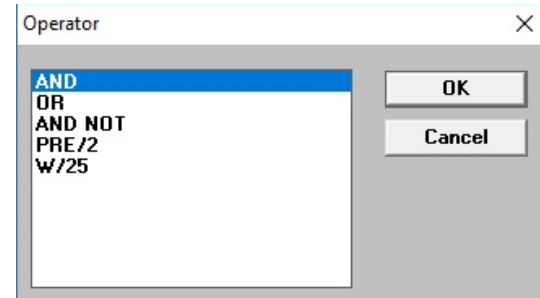 Operator
AND
OR
AND NOT
PRE/2
W/25
OK
Cancel